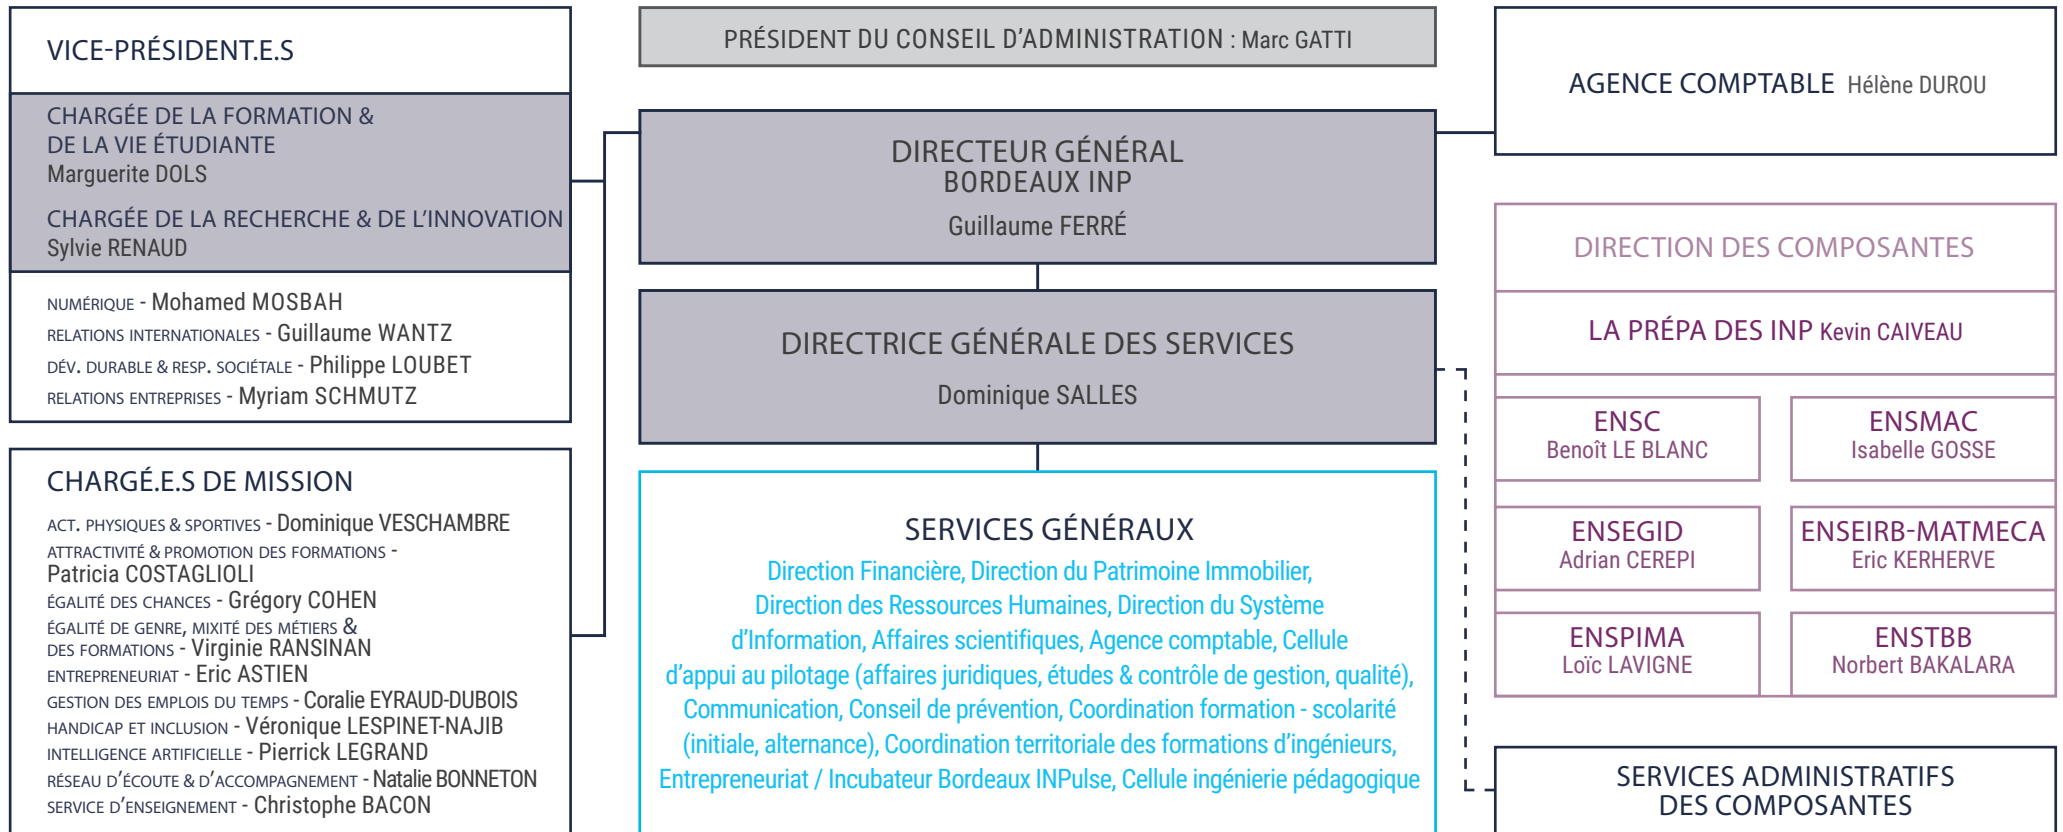 VICE-PRÉSIDENT.E.S
CHARGÉE DE LA FORMATION &
DE LA VIE ÉTUDIANTE
Marguerite DOLS
CHARGÉE DE LA RECHERCHE & DE L'INNOVATION
Sylvie RENAUD
NUMÉRIQUE - Mohamed MOSBAH
RELATIONS INTERNATIONALES - Guillaume WANTZ
DÉV. DURABLE & RESP. SOCIÉTALE - Philippe LOUBET
RELATIONS ENTREPRISES - Myriam SCHMUTZ
CHARGÉ.E.S DE MISSION
ACT. PHYSIQUES & SPORTIVES - Dominique VESCHAMBRE
ATTRACTIVITÉ & PROMOTION DES FORMATIONS -
Patricia COSTAGLIOLI
ÉGALITÉ DES CHANCES - Grégory COHEN
ÉGALITÉ DE GENRE, MIXITÉ DES MÉTIERS &
DES FORMATIONS - Virginie RANSINAN
ENTREPRENEURIAT - Eric ASTIEN
GESTION DES EMPLOIS DU TEMPS - Coralie EYRAUD-DUBOIS
HANDICAP ET INCLUSION - Véronique LESPINET-NAJIB
INTELLIGENCE ARTIFICIELLE - Pierrick LEGRAND
RÉSEAU D'ÉCOUTE & D'ACCOMPAGNEMENT - Natalie BONNETON
SERVICE D'ENSEIGNEMENT - Christophe BACON
PRÉSIDENT DU CONSEIL D'ADMINISTRATION : Marc GATTI
DIRECTEUR GÉNÉRAL
BORDEAUX INP
Guillaume FERRÉ
DIRECTRICE GÉNÉRALE DES SERVICES
Dominique SALLES
SERVICES GÉNÉRAUX
Direction Financière, Direction du Patrimoine Immobilier,
Direction des Ressources Humaines, Direction du Système
d'Information, Affaires scientifiques, Agence comptable, Cellule
d'appui au pilotage (affaires juridiques, études & contrôle de gestion, qualité),
Communication, Conseil de prévention, Coordination formation - scolarité
(initiale, alternance), Coordination territoriale des formations d'ingénieurs,
Entrepreneuriat / Incubateur Bordeaux INPulse, Cellule ingénierie pédagogique
AGENCE COMPTABLE Hélène DUROU
DIRECTION DES COMPOSANTES
LA PRÉPA DES INP Kevin CAIVEAU
ENSC
Benoît LE BLANC
ENSMAC
Isabelle GOSSE
ENSEGID
Adrian CEREPI
ENSEIRB-MATMECA
Eric KERHERVE
ENSPIMA
Loïc LAVIGNE
ENSTBB
Norbert BAKALARA
SERVICES ADMINISTRATIFS
DES COMPOSANTES